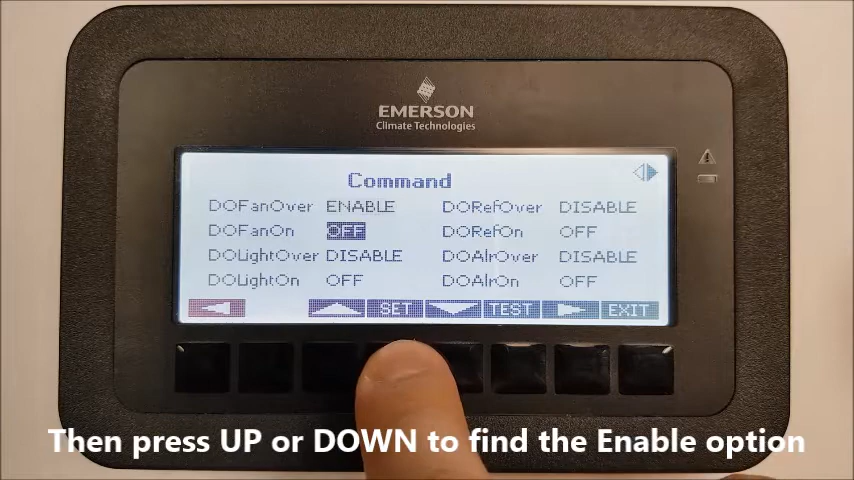 EMERSON
Climate Technologies
Command
DOFanOver ENABLE DORefOver DISABLE
DOFanOn OFF DORefOn OFF
DOLightOver DISABLE DOAlrOver DISABLE
DOLightOn OFF DOAlrOn OFF
SET TEST EXIT
Then press UP or DOWN to find the Enable option